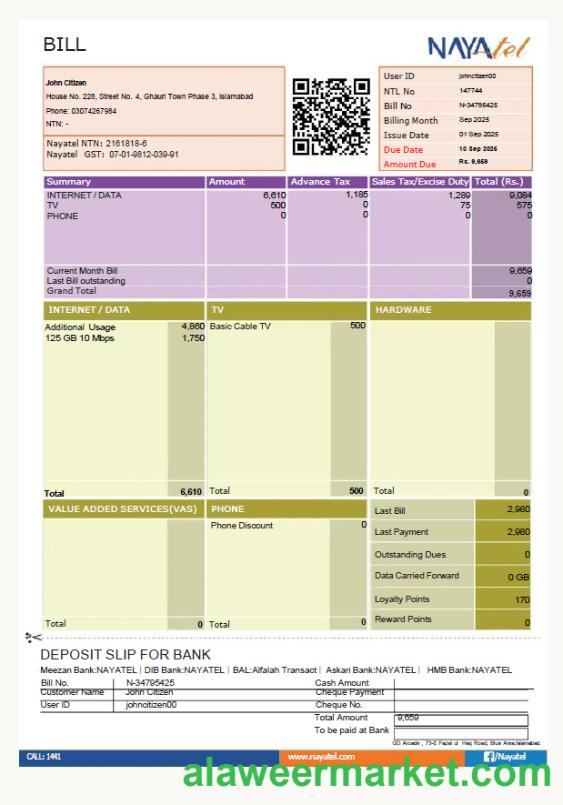 BILL
NAYAtel
John Citizen
House No. 228, Street No. 4, Ghauri Town Phase 3, Islamabad
Phone: 03074267984
NTN: -
Nayatel NTN: 2161818-6
Nayatel GST: 07-01-9812-039-91
User ID johncitizen00
NTL No 147744
Bill No N-34795425
Billing Month Sep 2025
Issue Date 01 Sep 2025
Due Date 10 Sep 2025
Amount Due Rs. 9,659
Summary Amount Advance Tax Sales Tax/Excise Duty Total (Rs.)
INTERNET / DATA 6,610 1,185 1,289 9,084
TV 500 0 75 575
PHONE 0 0 0 0
Current Month Bill 9,659
Last Bill outstanding 0
Grand Total 9,659
INTERNET / DATA TV HARDWARE
Additional Usage 4,860 Basic Cable TV 500
125 GB 10 Mbps 1,750
Total 6,610 Total 500 Total 0
VALUE ADDED SERVICES(VAS) PHONE
Phone Discount 0
Total 0 Total 0
Last Bill 2,960
Last Payment 2,960
Outstanding Dues 0
Data Carried Forward 0 GB
Loyalty Points 170
Reward Points 0
DEPOSIT SLIP FOR BANK
Meezan Bank:NAYATEL | DIB Bank:NAYATEL | BAL:Alfalah Transact | Askari Bank:NAYATEL | HMB Bank:NAYATEL
Bill No. N-34795425 Cash Amount
Customer Name John Citizen Cheque Payment
User ID johncitizen00 Cheque No.
Total Amount 9,659
To be paid at Bank
GD Arcade , 73-E Fazal ul Haq Road, Blue Area,Islamabad.
CALL: 1441 www.nayatel.com f/Nayatel
alaweermarket.com